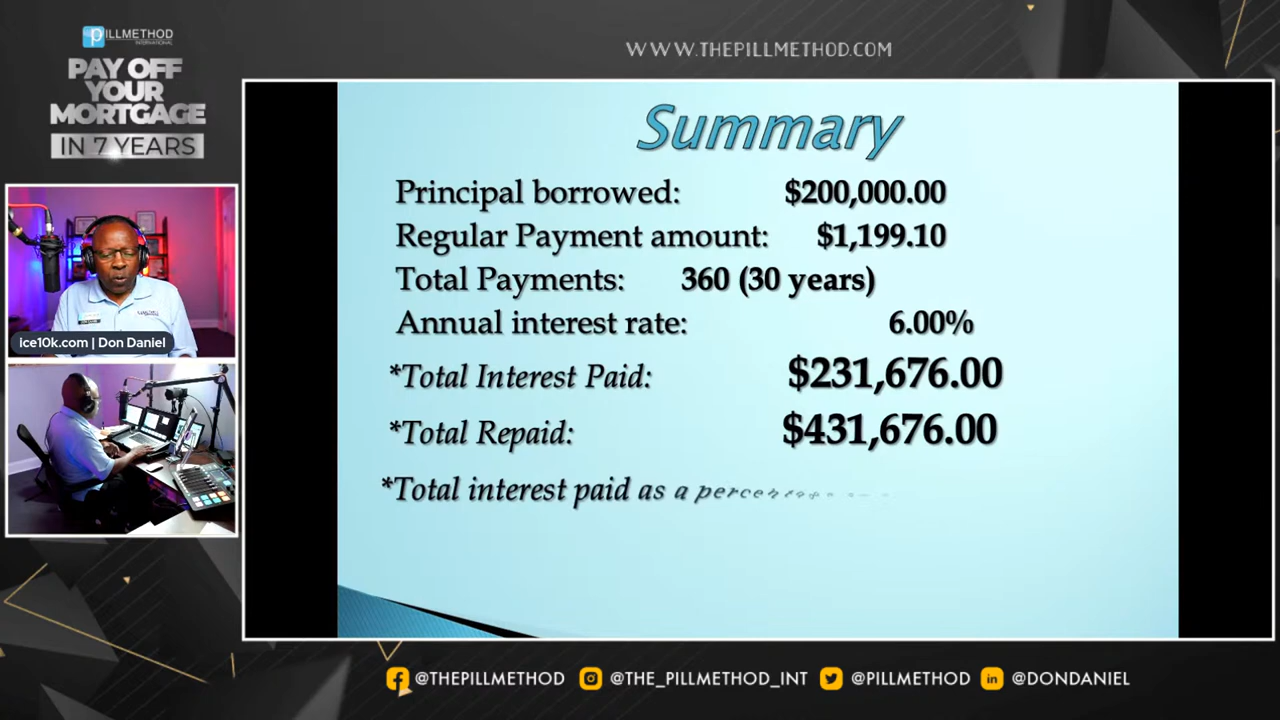 PILLMETHOD
INTERNATIONAL
PAY OFF
YOUR
MORTGAGE
IN 7 YEARS
WWW.THEPILLMETHOD.COM
Summary
Principal borrowed: $200,000.00
Regular Payment amount: $1,199.10
Total Payments: 360 (30 years)
Annual interest rate: 6.00%
*Total Interest Paid: $231,676.00
*Total Repaid: $431,676.00
*Total interest paid as a percentage
ice10k.com | Don Daniel
@THEPILLMETHOD @THE_PILLMETHOD_INT @PILLMETHOD @DONDANIEL